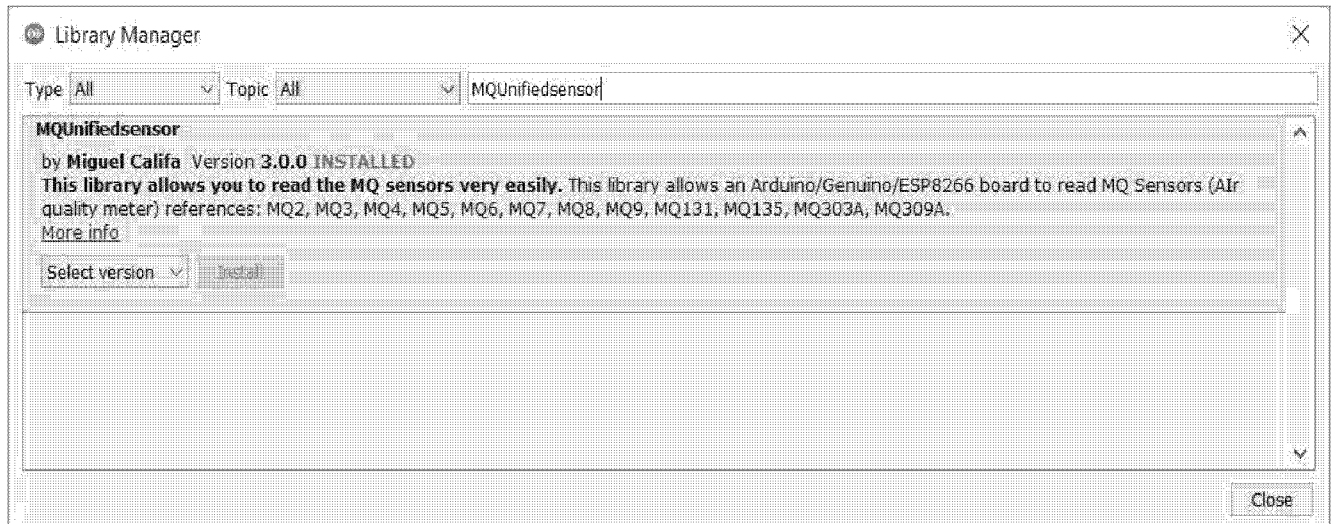 Library Manager
Type All Topic All MQUnifiedsensor
MQUnifiedsensor
by Miguel Califa Version 3.0.0 INSTALLED
This library allows you to read the MQ sensors very easily. This library allows an Arduino/Genuino/ESP8266 board to read MQ Sensors (AIr
quality meter) references: MQ2, MQ3, MQ4, MQ5, MQ6, MQ7, MQ8, MQ9, MQ131, MQ135, MQ303A, MQ309A.
More info
Select version Install
Close